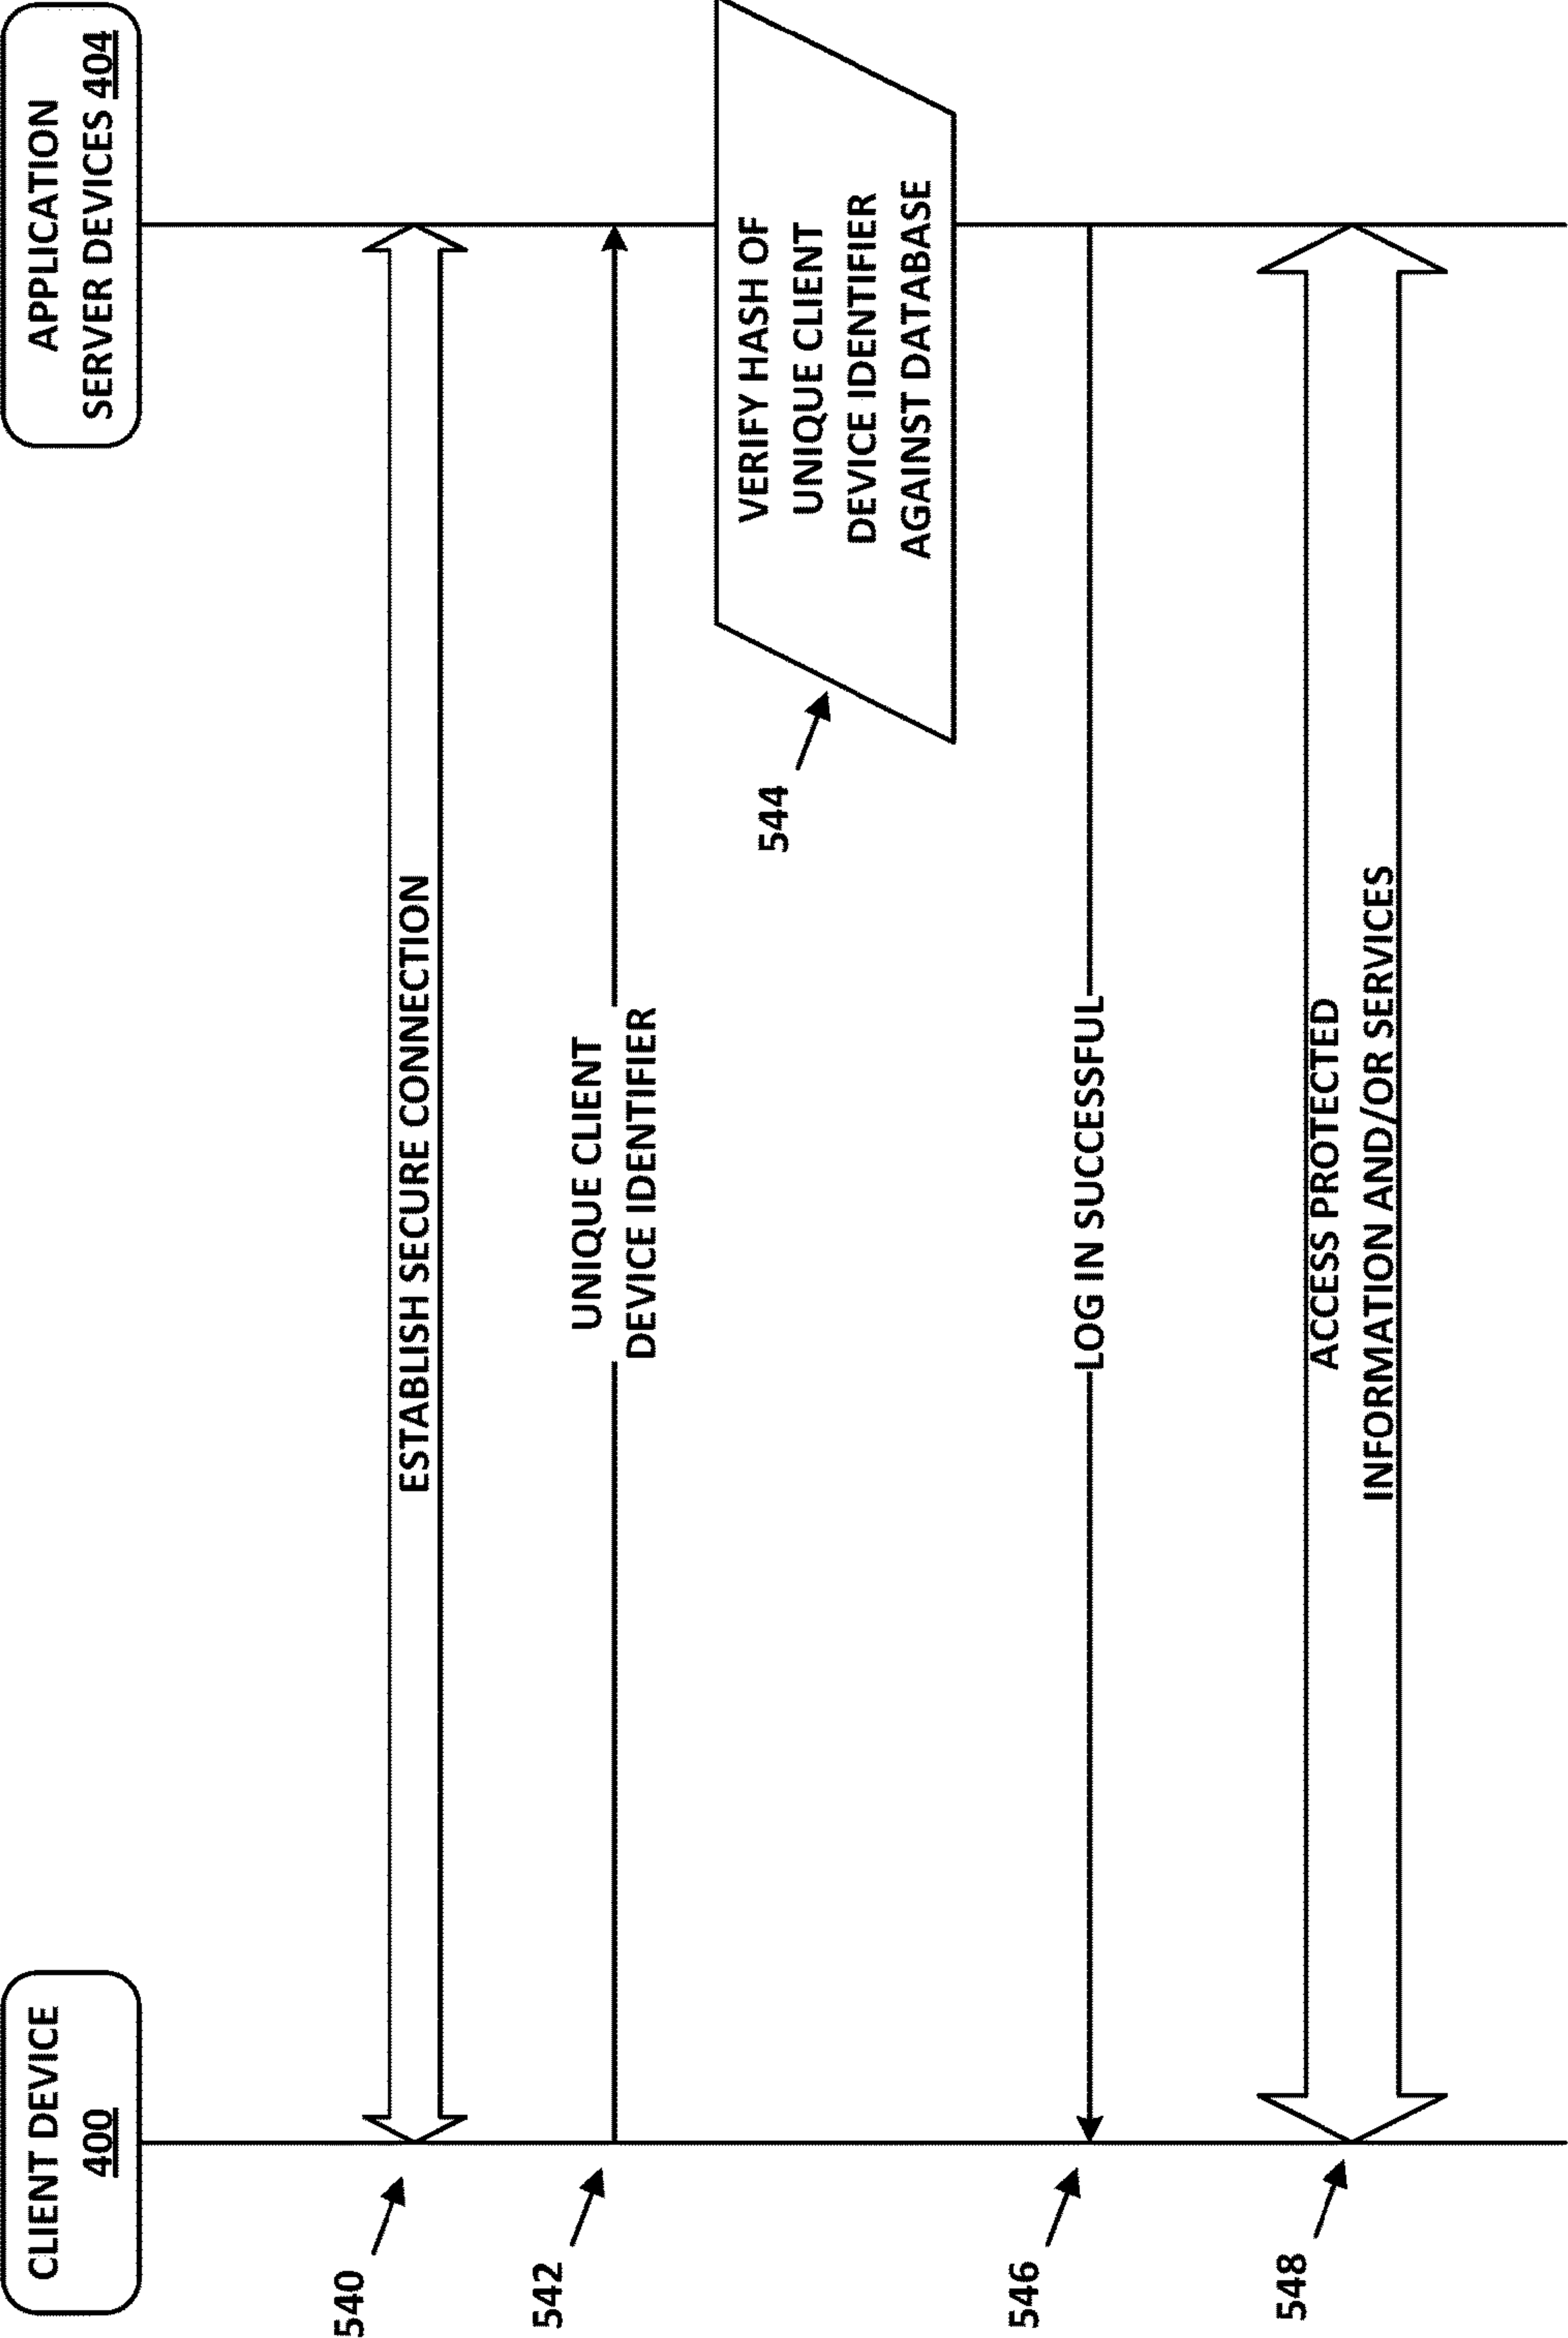 CLIENT DEVICE
400
APPLICATION
SERVER DEVICES 404
540
ESTABLISH SECURE CONNECTION
542
UNIQUE CLIENT
DEVICE IDENTIFIER
544
VERIFY HASH OF
UNIQUE CLIENT
DEVICE IDENTIFIER
AGAINST DATABASE
546
LOG IN SUCCESSFUL
548
ACCESS PROTECTED
INFORMATION AND/OR SERVICES